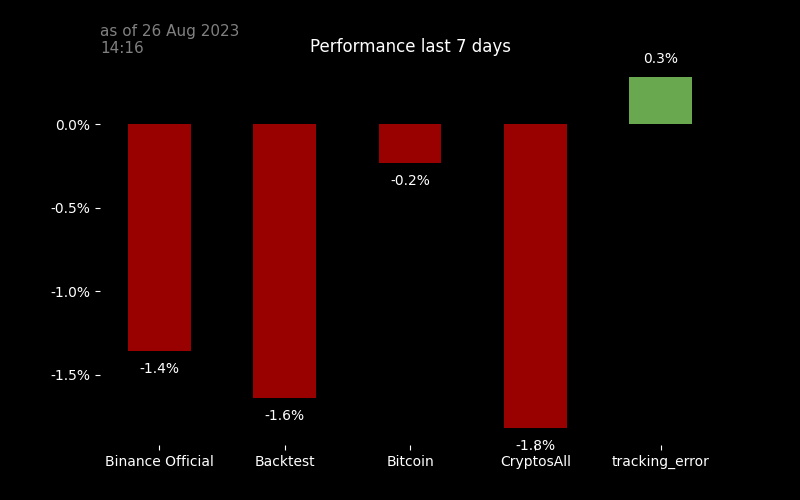 as of 26 Aug 2023
14:16
Performance last 7 days
0.3%
0.0%
-0.5%
-1.0%
-1.5%
-1.4%
-1.6%
-0.2%
-1.8%
Binance Official
Backtest
Bitcoin
CryptosAll
tracking_error